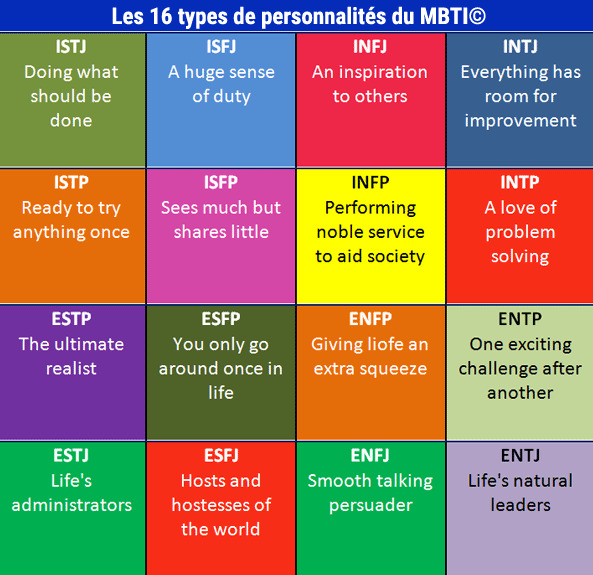 Les 16 types de personnalités du MBTI©
ISTJ
Doing what
should be
done
ISFJ
A huge sense
of duty
INFJ
An inspiration
to others
INTJ
Everything has
room for
improvement
ISTP
Ready to try
anything once
ISFP
Sees much but
shares little
INFP
Performing
noble service
to aid society
INTP
A love of
problem
solving
ESTP
The ultimate
realist
ESFP
You only go
around once in
life
ENFP
Giving liofe an
extra squeeze
ENTP
One exciting
challenge after
another
ESTJ
Life's
administrators
ESFJ
Hosts and
hostesses of
the world
ENFJ
Smooth talking
persuader
ENTJ
Life's natural
leaders